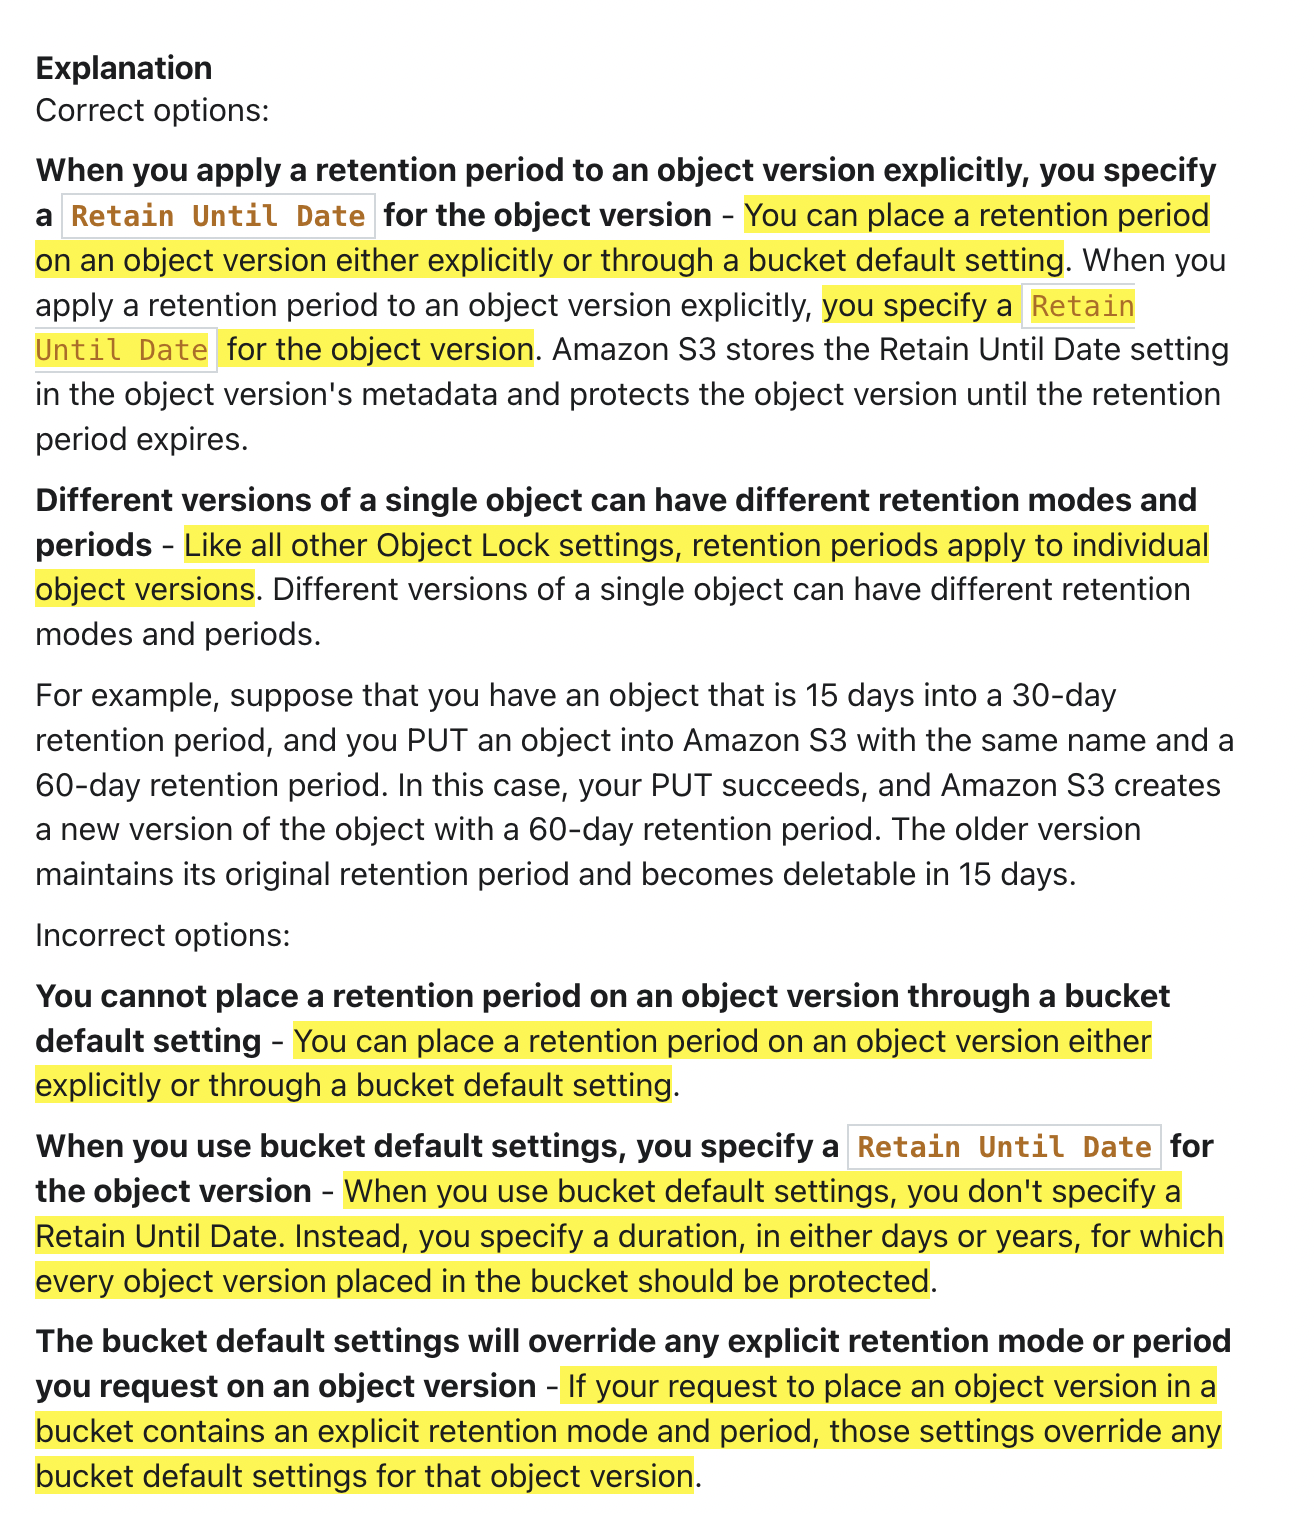 Explanation
Correct options:
When you apply a retention period to an object version explicitly, you specify
a Retain Until Date for the object version - You can place a retention period
on an object version either explicitly or through a bucket default setting. When you
apply a retention period to an object version explicitly, you specify a Retain
Until Date for the object version. Amazon S3 stores the Retain Until Date setting
in the object version's metadata and protects the object version until the retention
period expires.
Different versions of a single object can have different retention modes and
periods - Like all other Object Lock settings, retention periods apply to individual
object versions. Different versions of a single object can have different retention
modes and periods.
For example, suppose that you have an object that is 15 days into a 30-day
retention period, and you PUT an object into Amazon S3 with the same name and a
60-day retention period. In this case, your PUT succeeds, and Amazon S3 creates
a new version of the object with a 60-day retention period. The older version
maintains its original retention period and becomes deletable in 15 days.
Incorrect options:
You cannot place a retention period on an object version through a bucket
default setting - You can place a retention period on an object version either
explicitly or through a bucket default setting.
When you use bucket default settings, you specify a Retain Until Date for
the object version - When you use bucket default settings, you don't specify a
Retain Until Date. Instead, you specify a duration, in either days or years, for which
every object version placed in the bucket should be protected.
The bucket default settings will override any explicit retention mode or period
you request on an object version - If your request to place an object version in a
bucket contains an explicit retention mode and period, those settings override any
bucket default settings for that object version.